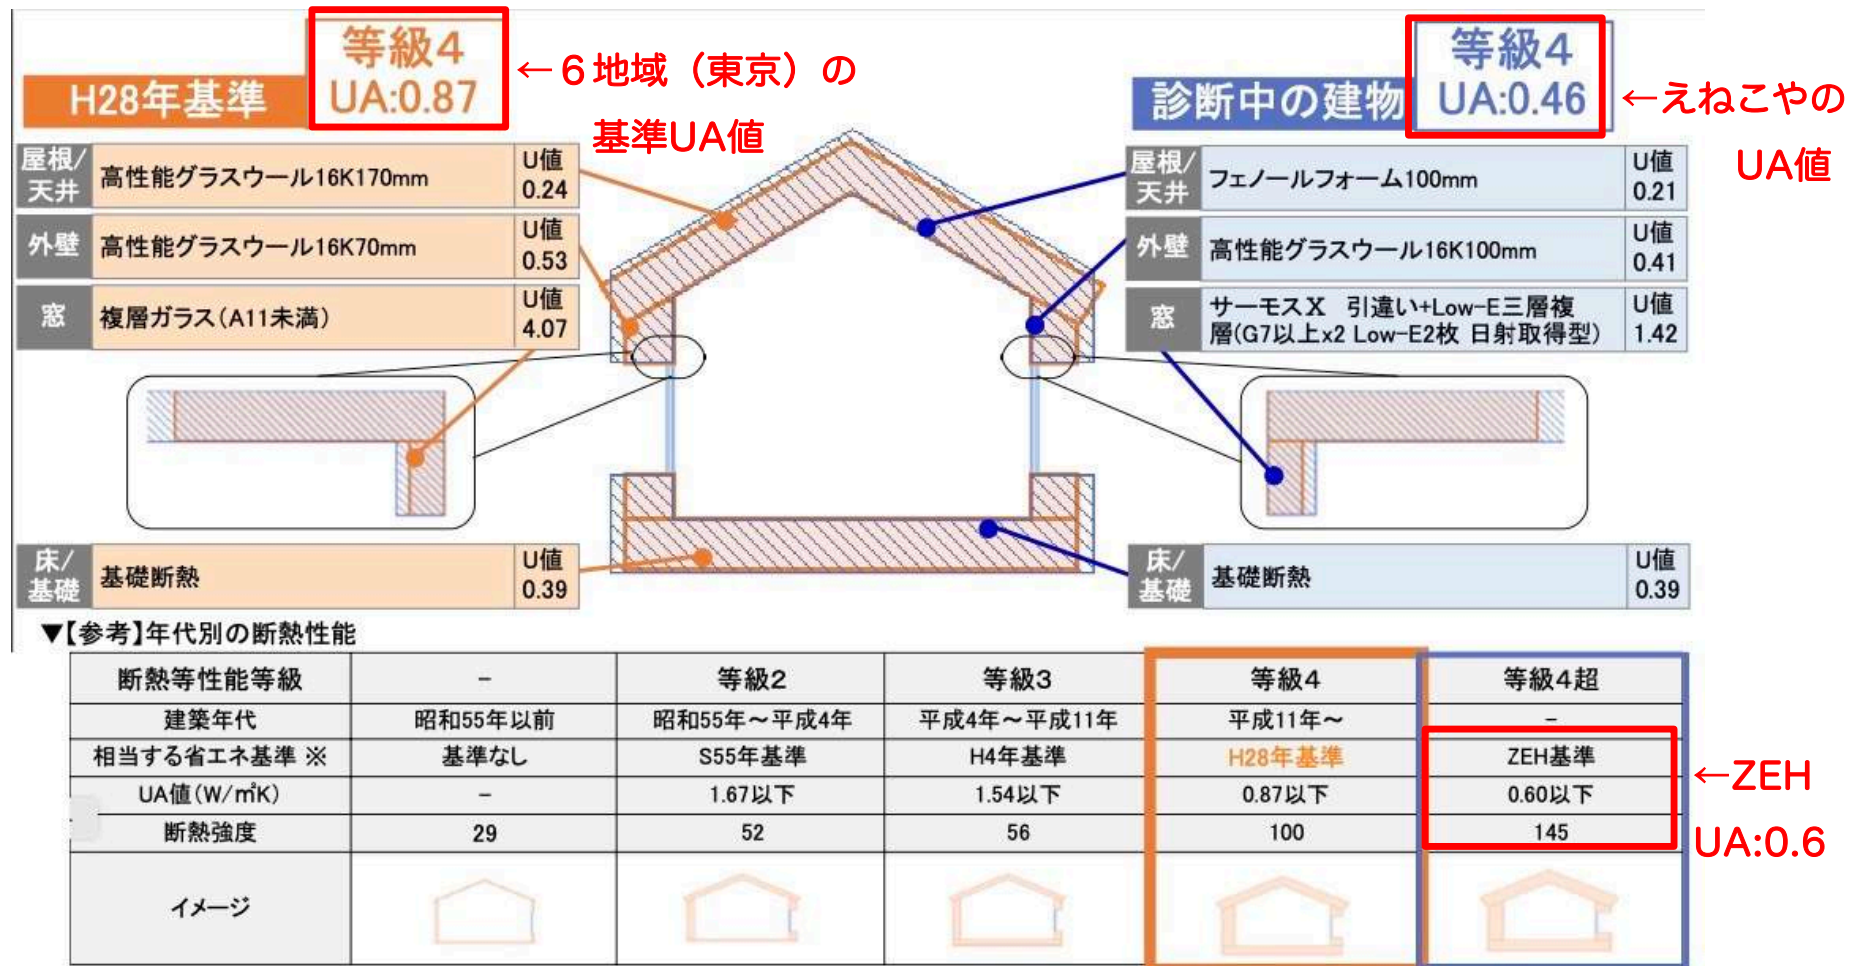 H28年基準
等級4
UA:0.87
←6地域（東京）の
基準UA値
診断中の建物
等級4
UA:0.46
←えねこやの
UA値
屋根/
天井
高性能グラスウール16K170mm
U値
0.24
外壁
高性能グラスウール16K70mm
U値
0.53
窓
複層ガラス(A11未満)
U値
4.07
床/
基礎
基礎断熱
U値
0.39
屋根/
天井
フェノールフォーム100mm
U値
0.21
外壁
高性能グラスウール16K100mm
U値
0.41
窓
サーモスX 引違い+Low-E三層複
層(G7以上x2 Low-E2枚 日射取得型)
U値
1.42
床/
基礎
基礎断熱
U値
0.39
▼【参考】年代別の断熱性能
断熱等性能等級 － 等級2 等級3 等級4 等級4超
建築年代 昭和55年以前 昭和55年～平成4年 平成4年～平成11年 平成11年～ －
相当する省エネ基準 ※ 基準なし S55年基準 H4年基準 H28年基準 ZEH基準
UA値(W/㎡K) － 1.67以下 1.54以下 0.87以下 0.60以下
断熱強度 29 52 56 100 145
イメージ
←ZEH
UA:0.6